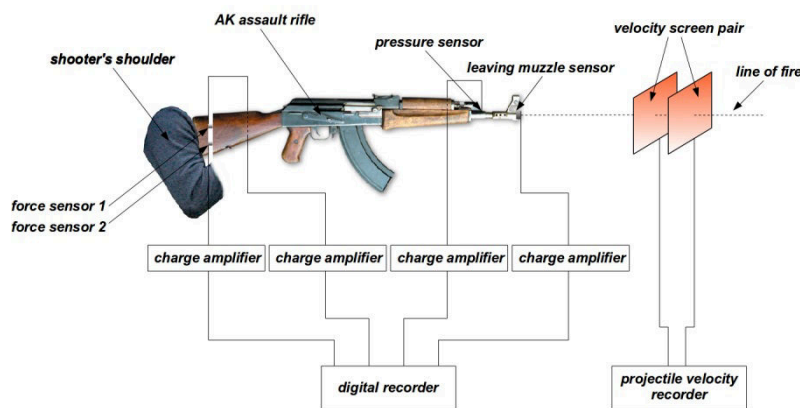 AK assault rifle
pressure sensor
velocity screen pair
shooter's shoulder
leaving muzzle sensor
line of fire
force sensor 1
force sensor 2
charge amplifier
charge amplifier
charge amplifier
charge amplifier
digital recorder
projectile velocity
recorder